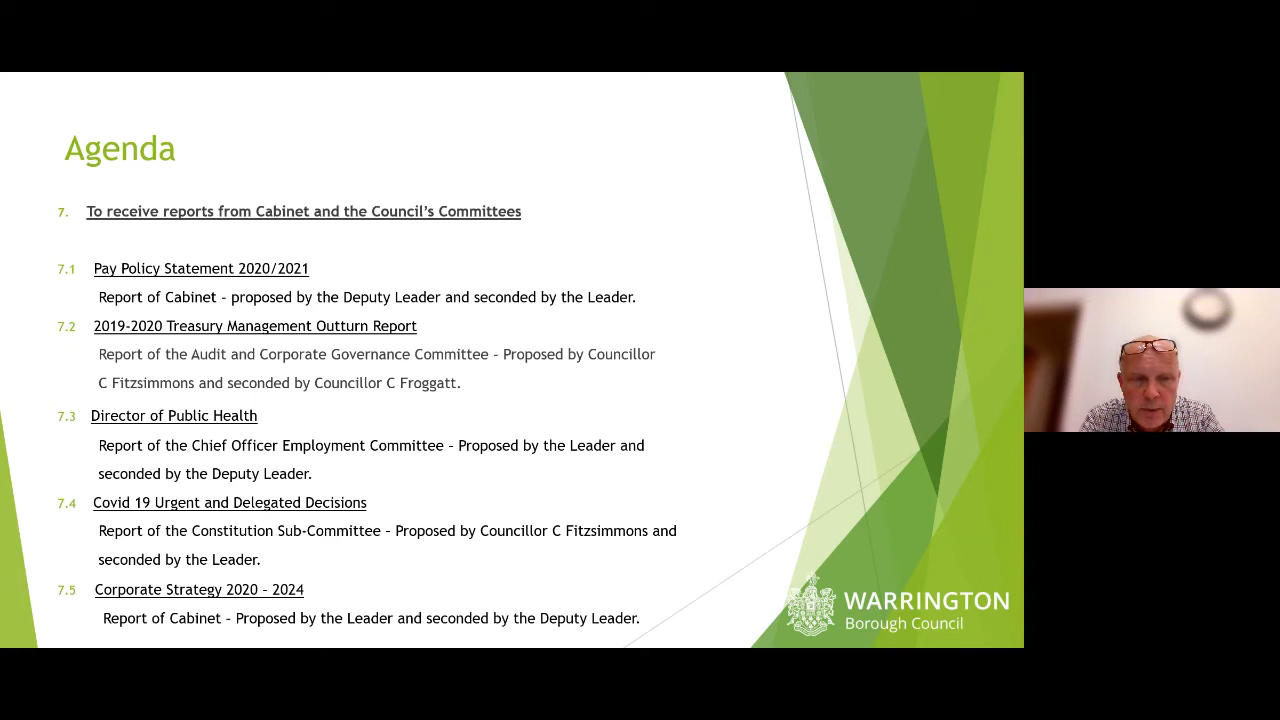 Agenda
7. To receive reports from Cabinet and the Council's Committees
7.1 Pay Policy Statement 2020/2021
Report of Cabinet - proposed by the Deputy Leader and seconded by the Leader.
7.2 2019-2020 Treasury Management Outturn Report
Report of the Audit and Corporate Governance Committee - Proposed by Councillor
C Fitzsimmons and seconded by Councillor C Froggatt.
7.3 Director of Public Health
Report of the Chief Officer Employment Committee - Proposed by the Leader and
seconded by the Deputy Leader.
7.4 Covid 19 Urgent and Delegated Decisions
Report of the Constitution Sub-Committee - Proposed by Councillor C Fitzsimmons and
seconded by the Leader.
7.5 Corporate Strategy 2020 - 2024
Report of Cabinet - Proposed by the Leader and seconded by the Deputy Leader.
WARRINGTON
Borough Council